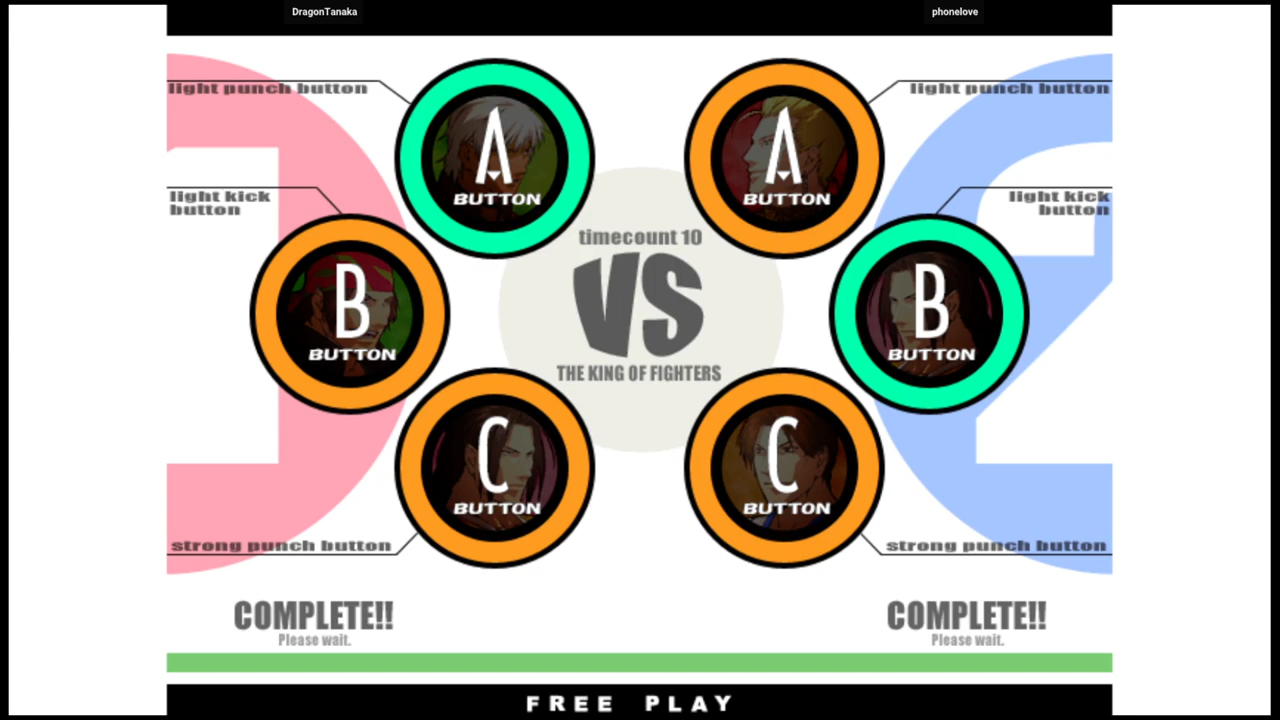 DragonTanaka
phonelove
light punch button
light punch button
A
BUTTON
A
BUTTON
light kick
button
light kick
button
timecount 10
VS
THE KING OF FIGHTERS
B
BUTTON
B
BUTTON
C
BUTTON
C
BUTTON
strong punch button
strong punch button
COMPLETE!!
Please wait.
COMPLETE!!
Please wait.
FREE PLAY